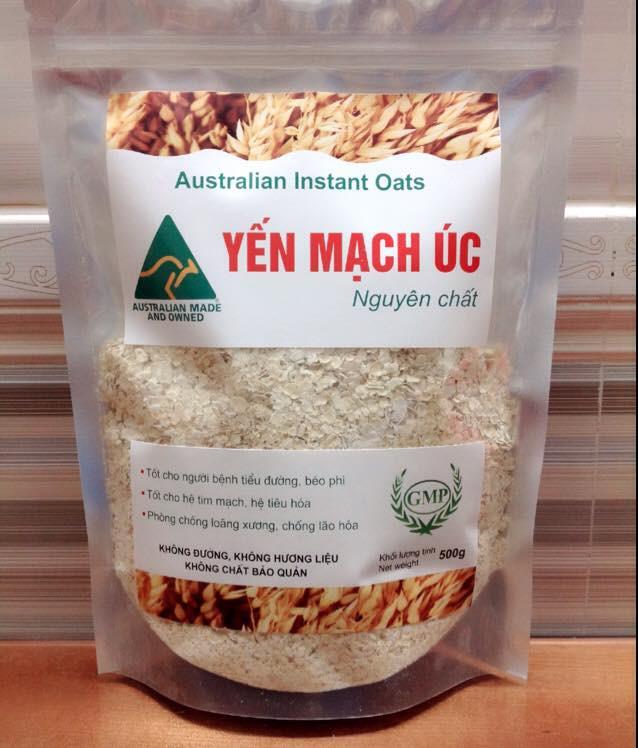 Australian Instant Oats
YẾN MẠCH ÚC
Nguyên chất
AUSTRALIAN MADE
AND OWNED
• Tốt cho người bệnh tiểu đường, béo phì
• Tốt cho hệ tim mạch, hệ tiêu hóa
• Phòng chống loãng xương, chống lão hóa
KHÔNG ĐƯỜNG, KHÔNG HƯƠNG LIỆU
KHÔNG CHẤT BẢO QUẢN
GMP
Khối lượng tịnh 500g
Net weight